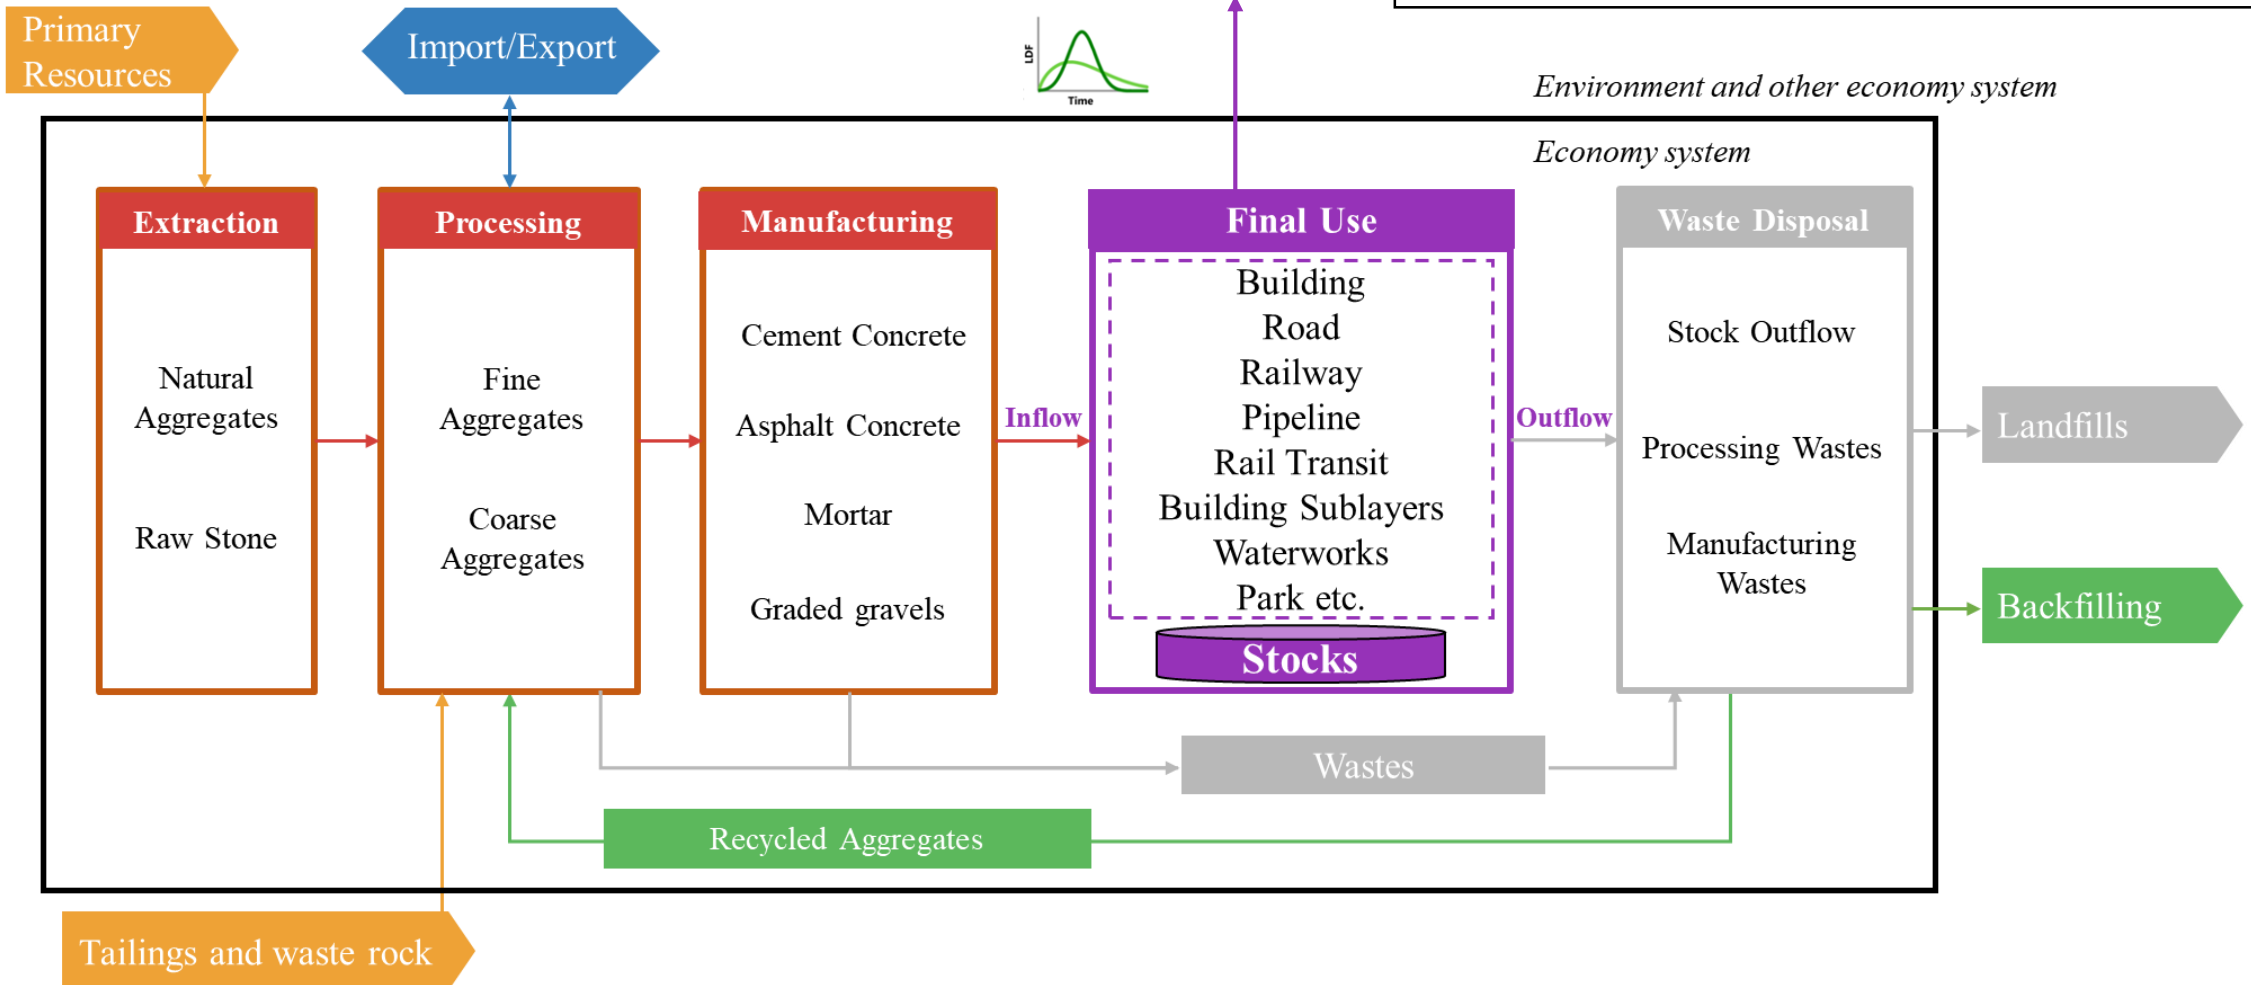 Primary
Resources
Import/Export
LDF
Time
Environment and other economy system
Economy system
Extraction
Natural
Aggregates
Raw Stone
Processing
Fine
Aggregates
Coarse
Aggregates
Manufacturing
Cement Concrete
Asphalt Concrete
Mortar
Graded gravels
Inflow
Final Use
Building
Road
Railway
Pipeline
Rail Transit
Building Sublayers
Waterworks
Park etc.
Stocks
Outflow
Waste Disposal
Stock Outflow
Processing Wastes
Manufacturing
Wastes
Landfills
Backfilling
Wastes
Recycled Aggregates
Tailings and waste rock